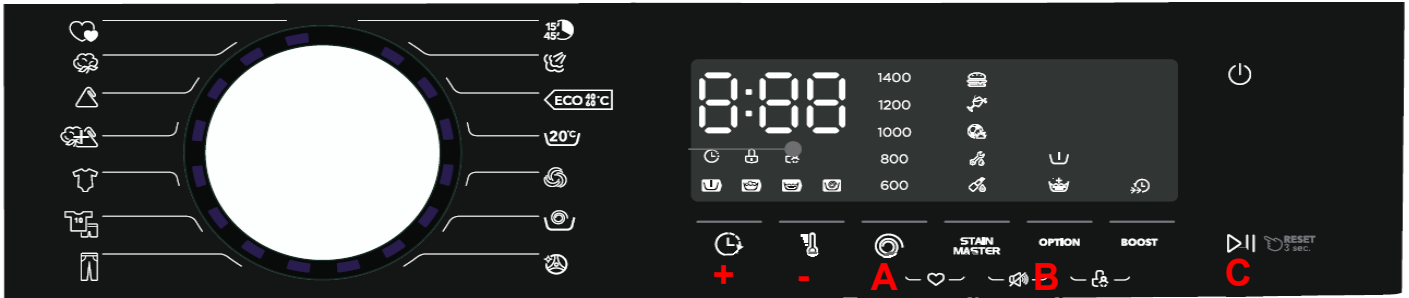 15'
45'
ECO 40°C
60
20°C
10
8:88
1400
1200
1000
800
600
STAIN
MASTER
OPTION
BOOST
RESET
3 sec.
+
-
A
B
C